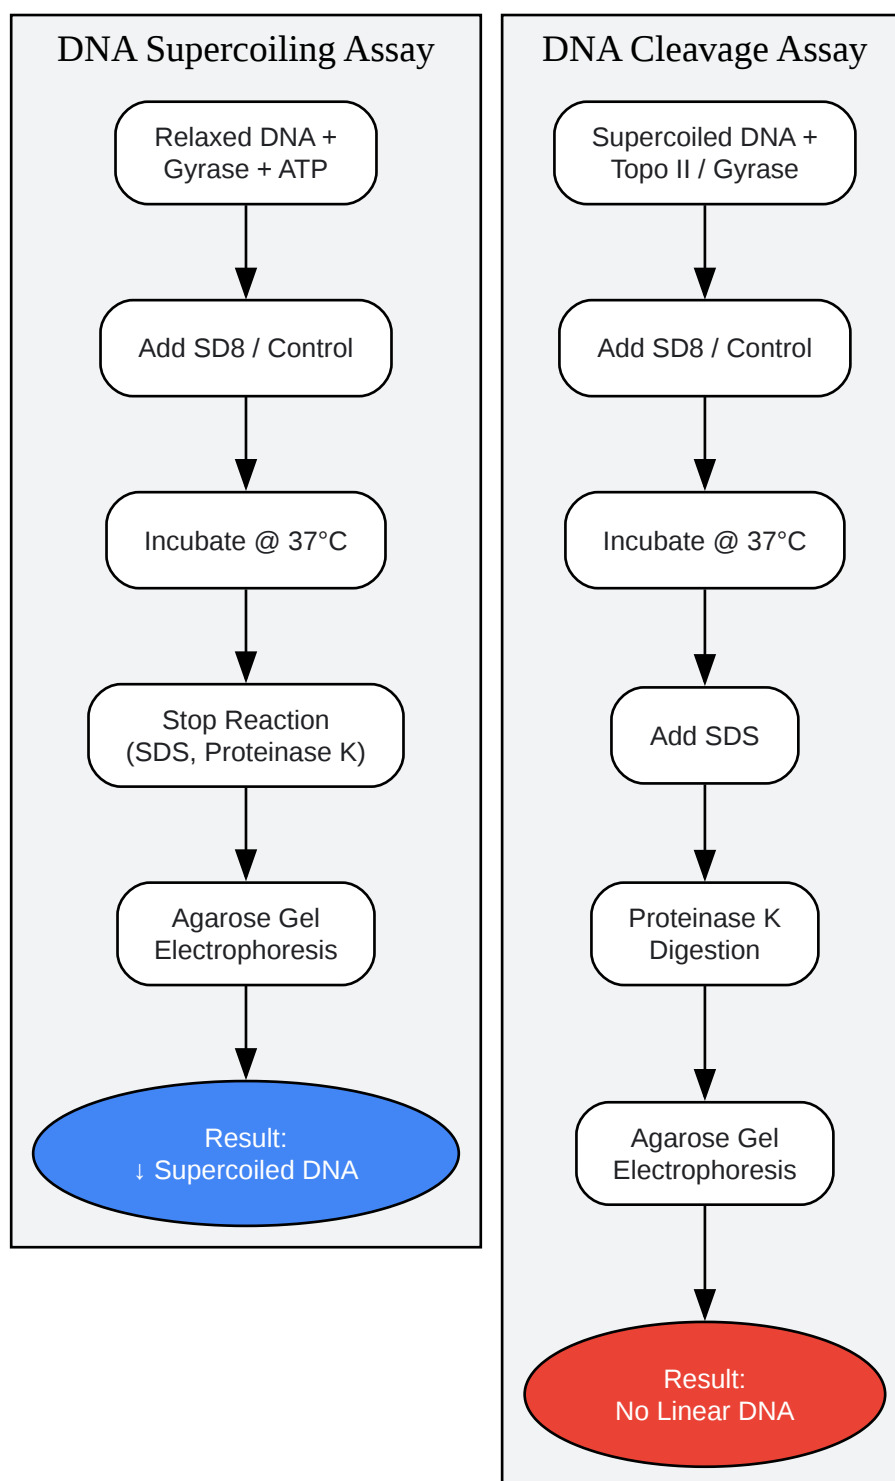 DNA Supercoiling Assay
Relaxed DNA +
Gyrase + ATP
Add SD8 / Control
Incubate @ 37°C
Stop Reaction
(SDS, Proteinase K)
Agarose Gel
Electrophoresis
Result:
↓ Supercoiled DNA
DNA Cleavage Assay
Supercoiled DNA +
Topo II / Gyrase
Add SD8 / Control
Incubate @ 37°C
Add SDS
Proteinase K
Digestion
Agarose Gel
Electrophoresis
Result:
No Linear DNA